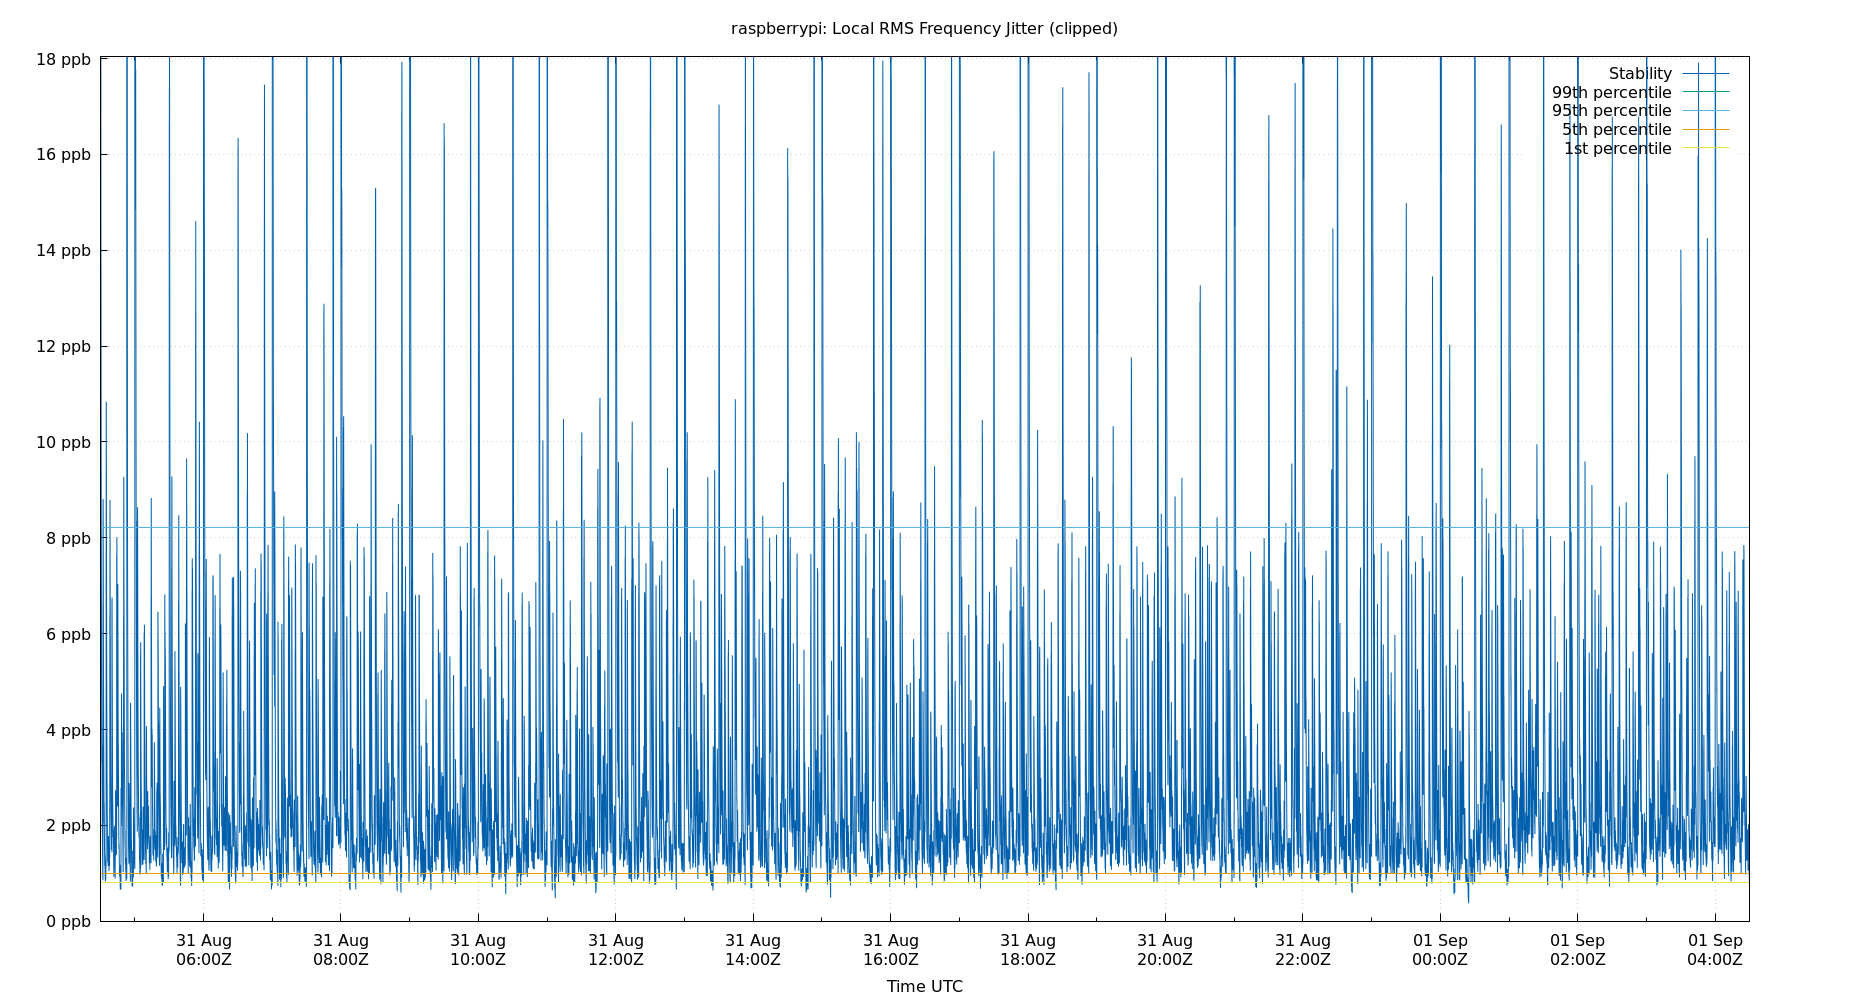 raspberrypi: Local RMS Frequency Jitter (clipped)
18 ppb
16 ppb
14 ppb
12 ppb
10 ppb
8 ppb
6 ppb
4 ppb
2 ppb
0 ppb
Stability
99th percentile
95th percentile
5th percentile
1st percentile
31 Aug 31 Aug 31 Aug 31 Aug 31 Aug 31 Aug 31 Aug 31 Aug 31 Aug 01 Sep 01 Sep 01 Sep
06:00Z 08:00Z 10:00Z 12:00Z 14:00Z 16:00Z 18:00Z 20:00Z 22:00Z 00:00Z 02:00Z 04:00Z
Time UTC